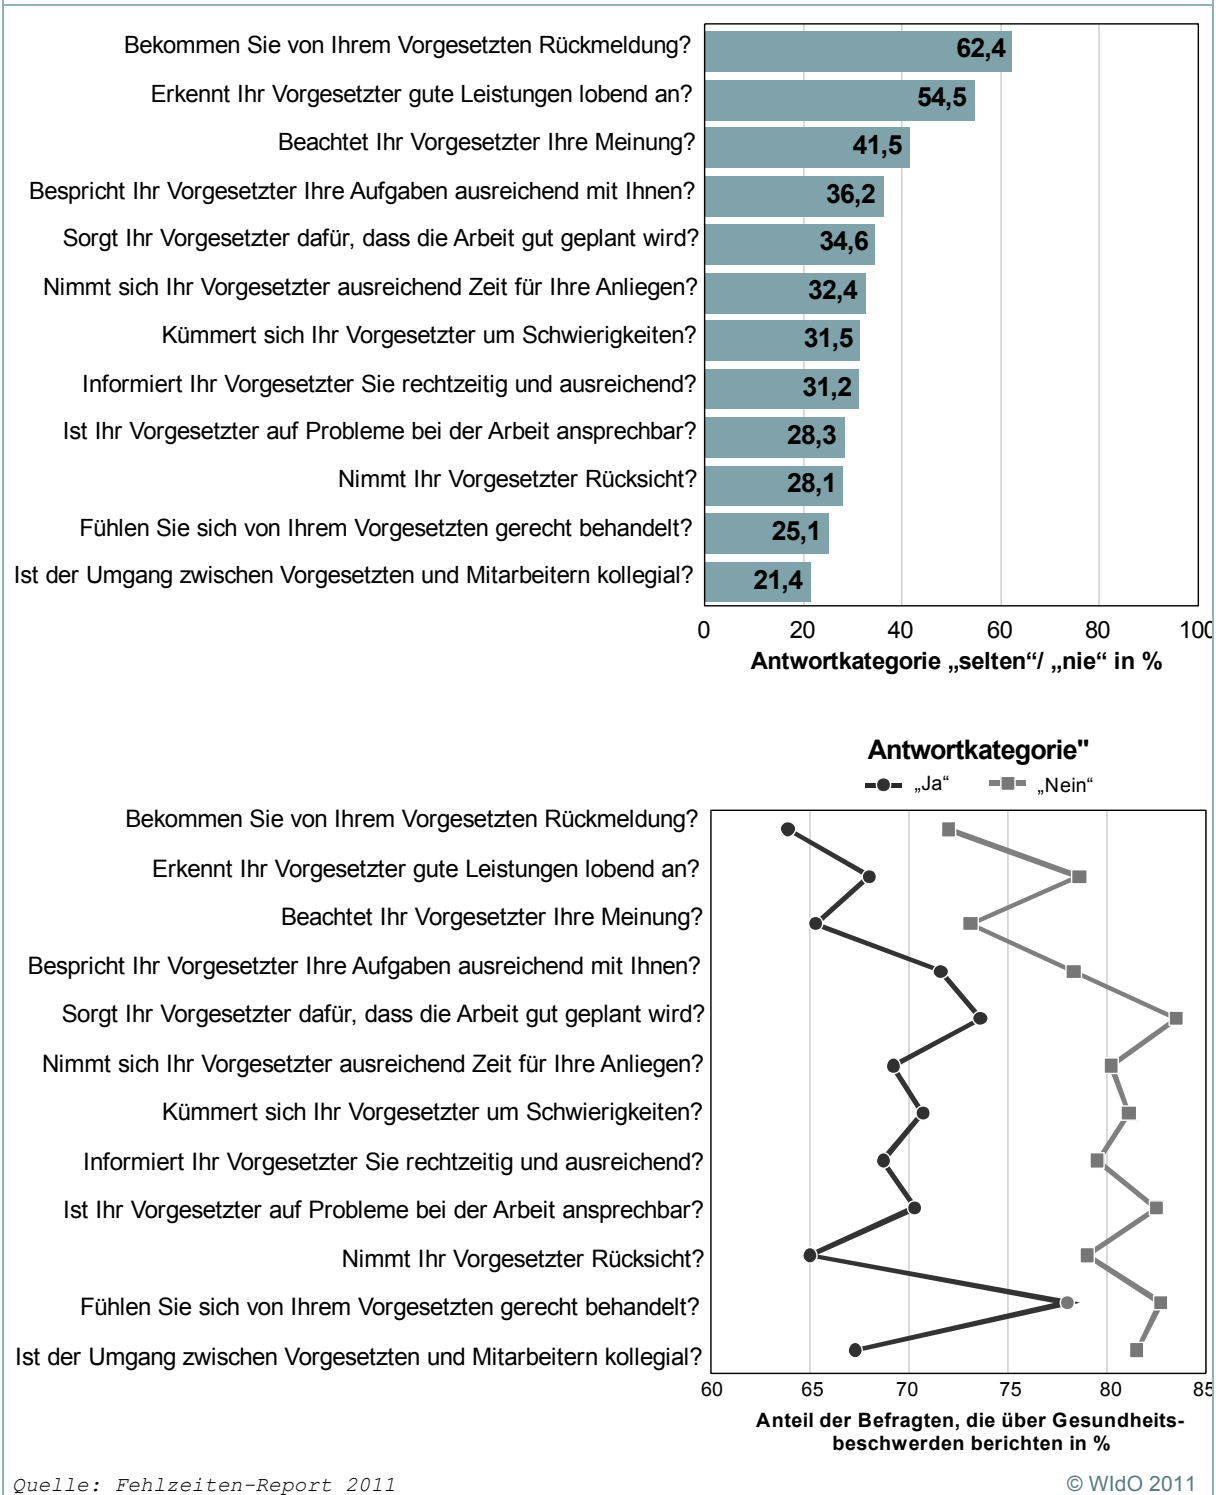 Bekommen Sie von Ihrem Vorgesetzten Rückmeldung?
62,4
Erkennt Ihr Vorgesetzter gute Leistungen lobend an?
54,5
Beachtet Ihr Vorgesetzter Ihre Meinung?
41,5
Bespricht Ihr Vorgesetzter Ihre Aufgaben ausreichend mit Ihnen?
36,2
Sorgt Ihr Vorgesetzter dafür, dass die Arbeit gut geplant wird?
34,6
Nimmt sich Ihr Vorgesetzter ausreichend Zeit für Ihre Anliegen?
32,4
Kümmert sich Ihr Vorgesetzter um Schwierigkeiten?
31,5
Informiert Ihr Vorgesetzter Sie rechtzeitig und ausreichend?
31,2
Ist Ihr Vorgesetzter auf Probleme bei der Arbeit ansprechbar?
28,3
Nimmt Ihr Vorgesetzter Rücksicht?
28,1
Fühlen Sie sich von Ihrem Vorgesetzten gerecht behandelt?
25,1
Ist der Umgang zwischen Vorgesetzten und Mitarbeitern kollegial?
21,4
0 20 40 60 80 100
Antwortkategorie „selten“/ „nie“ in %
Antwortkategorie"
„Ja“ „Nein“
Bekommen Sie von Ihrem Vorgesetzten Rückmeldung?
Erkennt Ihr Vorgesetzter gute Leistungen lobend an?
Beachtet Ihr Vorgesetzter Ihre Meinung?
Bespricht Ihr Vorgesetzter Ihre Aufgaben ausreichend mit Ihnen?
Sorgt Ihr Vorgesetzter dafür, dass die Arbeit gut geplant wird?
Nimmt sich Ihr Vorgesetzter ausreichend Zeit für Ihre Anliegen?
Kümmert sich Ihr Vorgesetzter um Schwierigkeiten?
Informiert Ihr Vorgesetzter Sie rechtzeitig und ausreichend?
Ist Ihr Vorgesetzter auf Probleme bei der Arbeit ansprechbar?
Nimmt Ihr Vorgesetzter Rücksicht?
Fühlen Sie sich von Ihrem Vorgesetzten gerecht behandelt?
Ist der Umgang zwischen Vorgesetzten und Mitarbeitern kollegial?
60 65 70 75 80 85
Anteil der Befragten, die über Gesundheits-
beschwerden berichten in %
Quelle: Fehlzeiten-Report 2011
© WIdO 2011